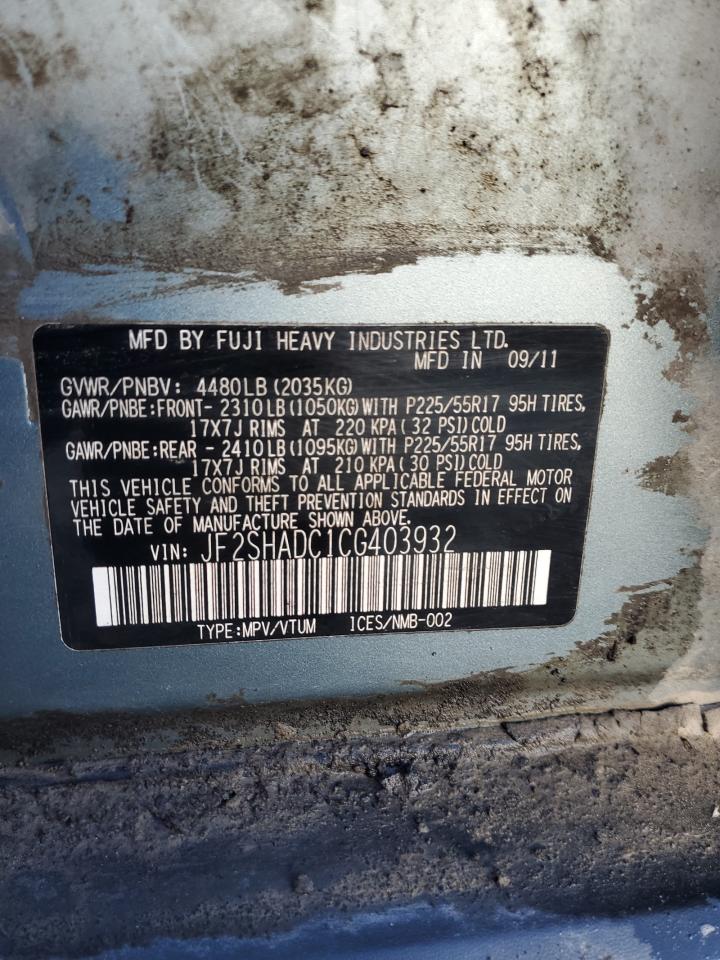 MFD BY FUJI HEAVY INDUSTRIES LTD.
MFD IN 09/11
GVWR/PNBV: 4480LB (2035KG)
GAWR/PNBE:FRONT- 2310LB(1050KG)WITH P225/55R17 95H TIRES,
17X7J RIMS AT 220 KPA( 32 PSI)COLD
GAWR/PNBE:REAR - 2410LB(1095KG)WITH P225/55R17 95H TIRES,
17X7J RIMS AT 210 KPA( 30 PSI)COLD
THIS VEHICLE CONFORMS TO ALL APPLICABLE FEDERAL MOTOR
VEHICLE SAFETY AND THEFT PREVENTION STANDARDS IN EFFECT ON
THE DATE OF MANUFACTURE SHOWN ABOVE.
VIN: JF2SHADC1CG403932
TYPE:MPV/VTUM ICES/NMB-002